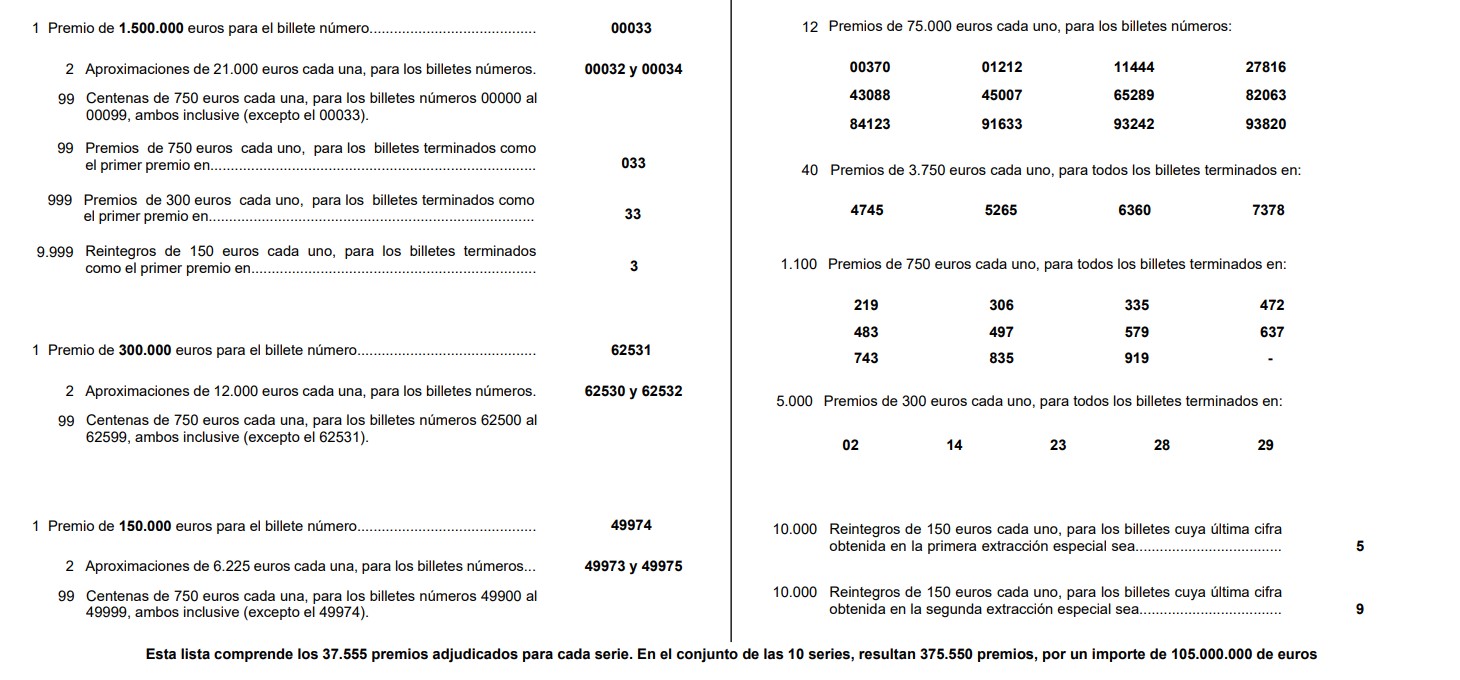 1 Premio de 1.500.000 euros para el billete número......................................... 00033
2 Aproximaciones de 21.000 euros cada una, para los billetes números. 00032 y 00034
99 Centenas de 750 euros cada una, para los billetes números 00000 al
00099, ambos inclusive (excepto el 00033).
99 Premios de 750 euros cada uno, para los billetes terminados como
el primer premio en................................................................................ 033
999 Premios de 300 euros cada uno, para los billetes terminados como
el primer premio en................................................................................ 33
9.999 Reintegros de 150 euros cada uno, para los billetes terminados
como el primer premio en...................................................................... 3
1 Premio de 300.000 euros para el billete número............................................ 62531
2 Aproximaciones de 12.000 euros cada una, para los billetes números. 62530 y 62532
99 Centenas de 750 euros cada una, para los billetes números 62500 al
62599, ambos inclusive (excepto el 62531).
1 Premio de 150.000 euros para el billete número............................................ 49974
2 Aproximaciones de 6.225 euros cada una, para los billetes números... 49973 y 49975
99 Centenas de 750 euros cada una, para los billetes números 49900 al
49999, ambos inclusive (excepto el 49974).
12 Premios de 75.000 euros cada uno, para los billetes números:
00370 01212 11444 27816
43088 45007 65289 82063
84123 91633 93242 93820
40 Premios de 3.750 euros cada uno, para todos los billetes terminados en:
4745 5265 6360 7378
1.100 Premios de 750 euros cada uno, para todos los billetes terminados en:
219 306 335 472
483 497 579 637
743 835 919 -
5.000 Premios de 300 euros cada uno, para todos los billetes terminados en:
02 14 23 28 29
10.000 Reintegros de 150 euros cada uno, para los billetes cuya última cifra
obtenida en la primera extracción especial sea.................................... 5
10.000 Reintegros de 150 euros cada uno, para los billetes cuya última cifra
obtenida en la segunda extracción especial sea................................... 9
Esta lista comprende los 37.555 premios adjudicados para cada serie. En el conjunto de las 10 series, resultan 375.550 premios, por un importe de 105.000.000 de euros